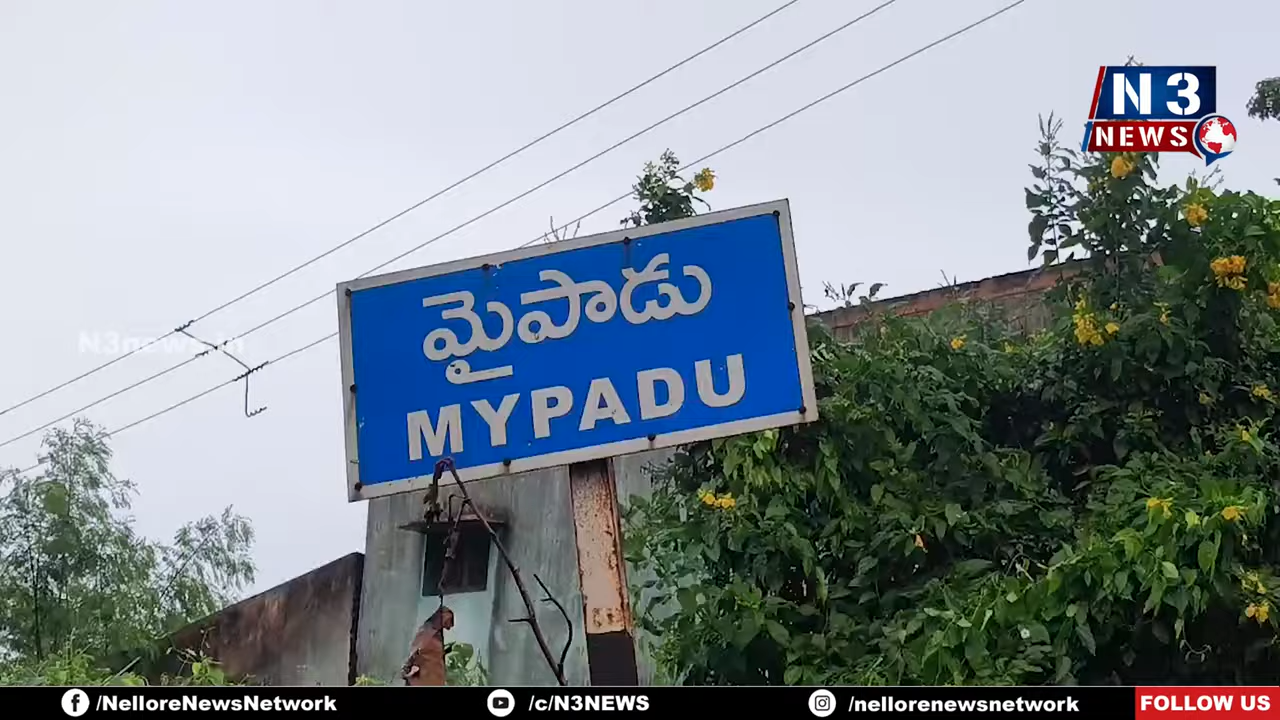 N3
NEWS
N3news.in
మైపాడు
MYPADU
/NelloreNewsNetwork
/c/N3NEWS
/nellorenewsnetwork
FOLLOW US